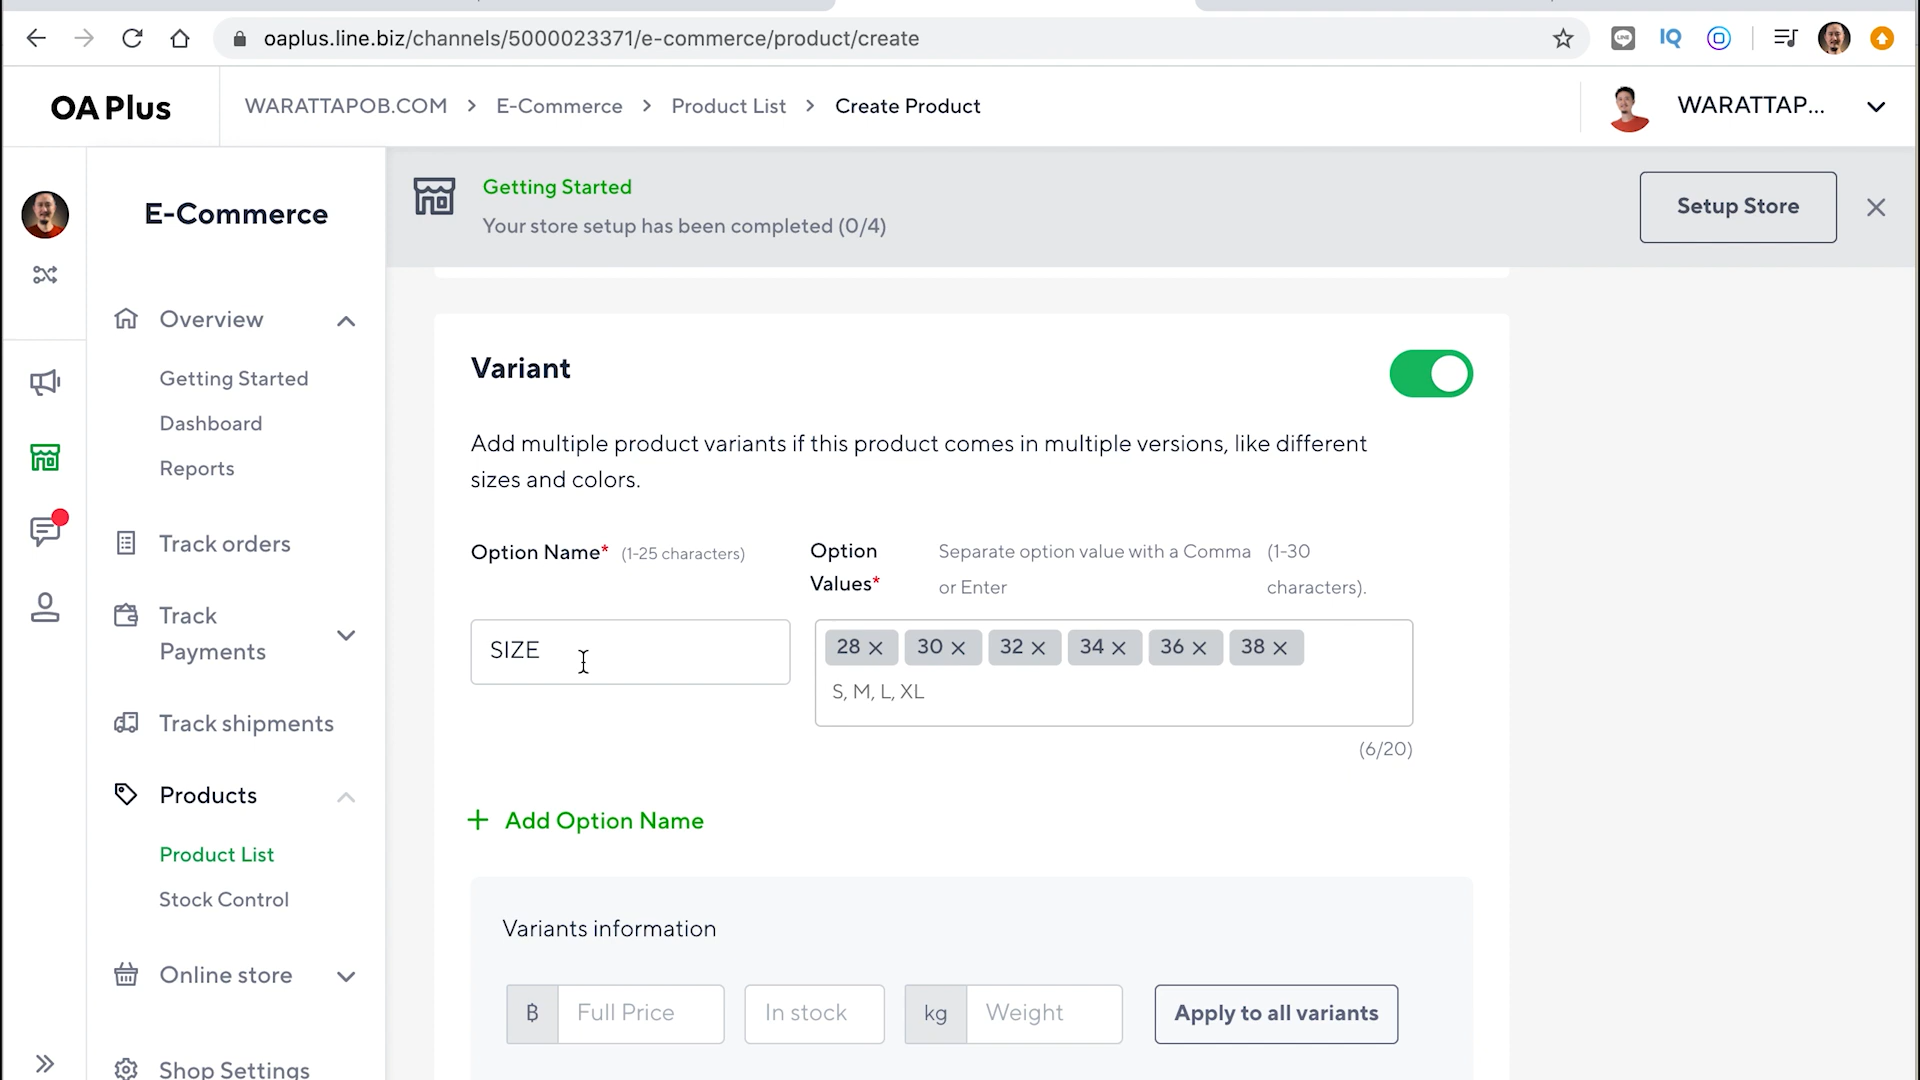 oaplus.line.biz/channels/5000023371/e-commerce/product/create
IQ
OA Plus
WARATTAPOB.COM > E-Commerce > Product List > Create Product
WARATTAP...
E-Commerce
Getting Started
Your store setup has been completed (0/4)
Setup Store
Overview
Getting Started
Dashboard
Reports
Track orders
Track
Payments
Track shipments
Products
Product List
Stock Control
Online store
Shop Settings
Variant
Add multiple product variants if this product comes in multiple versions, like different
sizes and colors.
Option Name* (1-25 characters)
Option
Values*
Separate option value with a Comma
or Enter
(1-30
characters).
SIZE
28 × 30 × 32 × 34 × 36 × 38 ×
S, M, L, XL
(6/20)
+ Add Option Name
Variants information
฿ Full Price
In stock
kg Weight
Apply to all variants